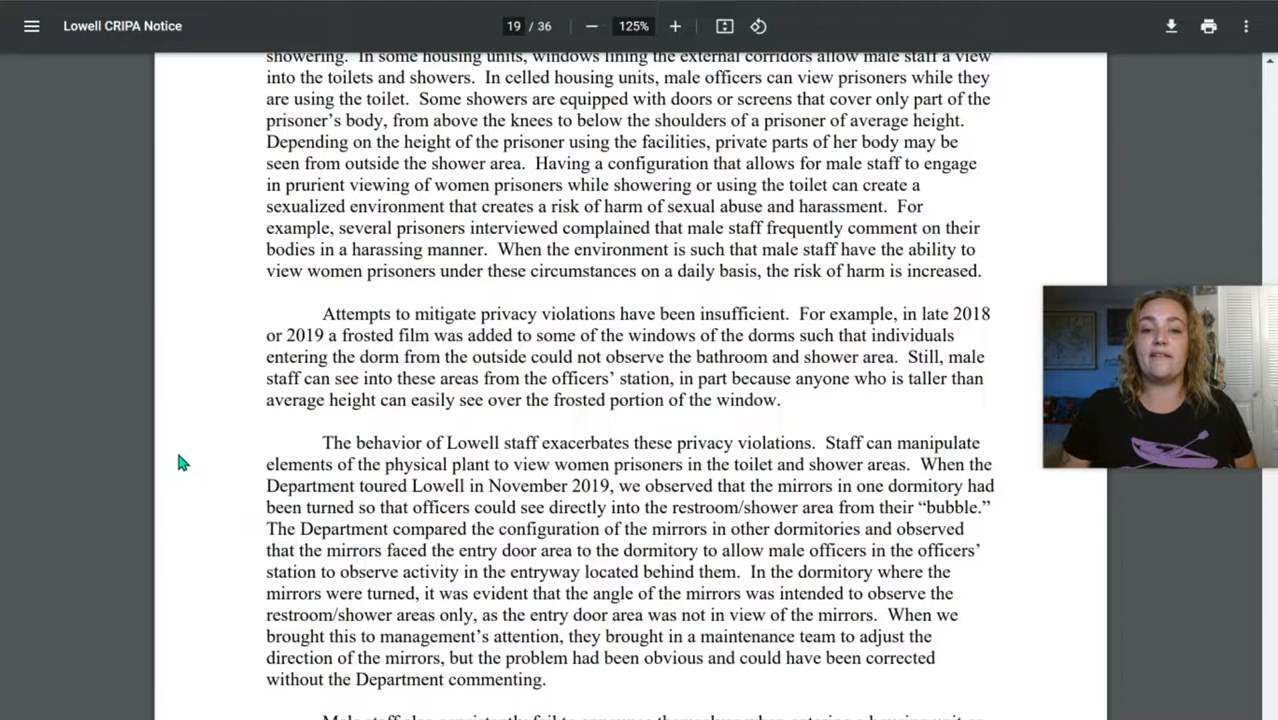 Lowell CRIPA Notice
19 / 36
125%
showering. In some housing units, windows lining the external corridors allow male staff a view
into the toilets and showers. In celled housing units, male officers can view prisoners while they
are using the toilet. Some showers are equipped with doors or screens that cover only part of the
prisoner’s body, from above the knees to below the shoulders of a prisoner of average height.
Depending on the height of the prisoner using the facilities, private parts of her body may be
seen from outside the shower area. Having a configuration that allows for male staff to engage
in prurient viewing of women prisoners while showering or using the toilet can create a
sexualized environment that creates a risk of harm of sexual abuse and harassment. For
example, several prisoners interviewed complained that male staff frequently comment on their
bodies in a harassing manner. When the environment is such that male staff have the ability to
view women prisoners under these circumstances on a daily basis, the risk of harm is increased.
Attempts to mitigate privacy violations have been insufficient. For example, in late 2018
or 2019 a frosted film was added to some of the windows of the dorms such that individuals
entering the dorm from the outside could not observe the bathroom and shower area. Still, male
staff can see into these areas from the officers’ station, in part because anyone who is taller than
average height can easily see over the frosted portion of the window.
The behavior of Lowell staff exacerbates these privacy violations. Staff can manipulate
elements of the physical plant to view women prisoners in the toilet and shower areas. When the
Department toured Lowell in November 2019, we observed that the mirrors in one dormitory had
been turned so that officers could see directly into the restroom/shower area from their “bubble.”
The Department compared the configuration of the mirrors in other dormitories and observed
that the mirrors faced the entry door area to the dormitory to allow male officers in the officers’
station to observe activity in the entryway located behind them. In the dormitory where the
mirrors were turned, it was evident that the angle of the mirrors was intended to observe the
restroom/shower areas only, as the entry door area was not in view of the mirrors. When we
brought this to management’s attention, they brought in a maintenance team to adjust the
direction of the mirrors, but the problem had been obvious and could have been corrected
without the Department commenting.
Male staff also consistently fail to announce themselves when entering a housing unit or